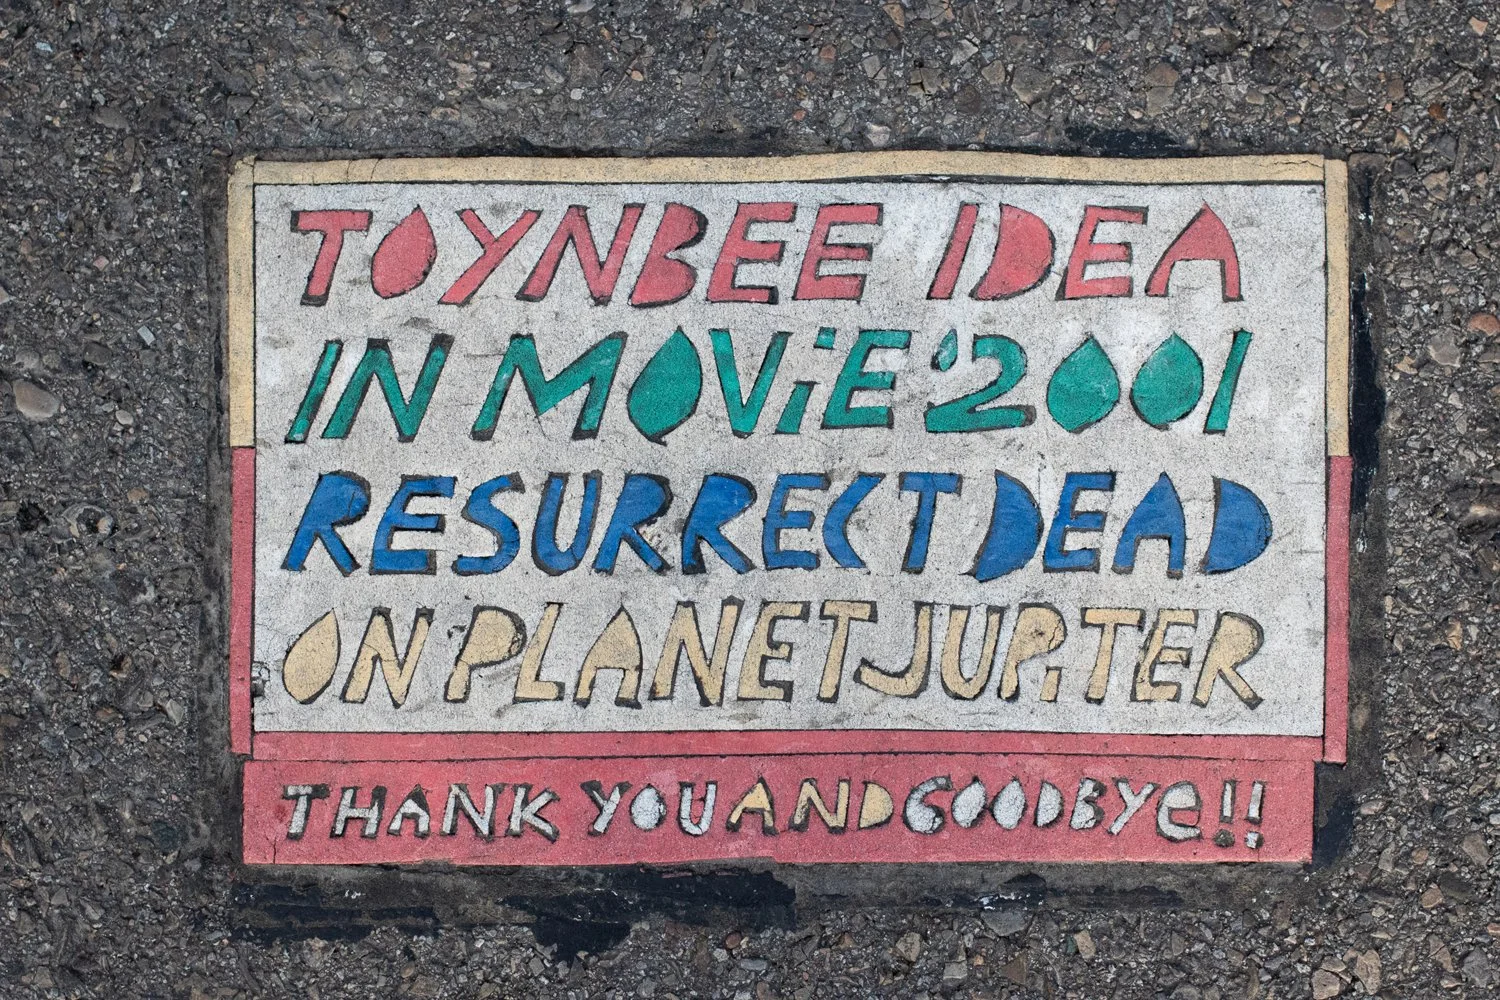 TOYNBEE IDEA
IN MOViE '2001
RESURRECT DEAD
ON PLANET JUPiTER
THANK YOU AND GOODBYe!!